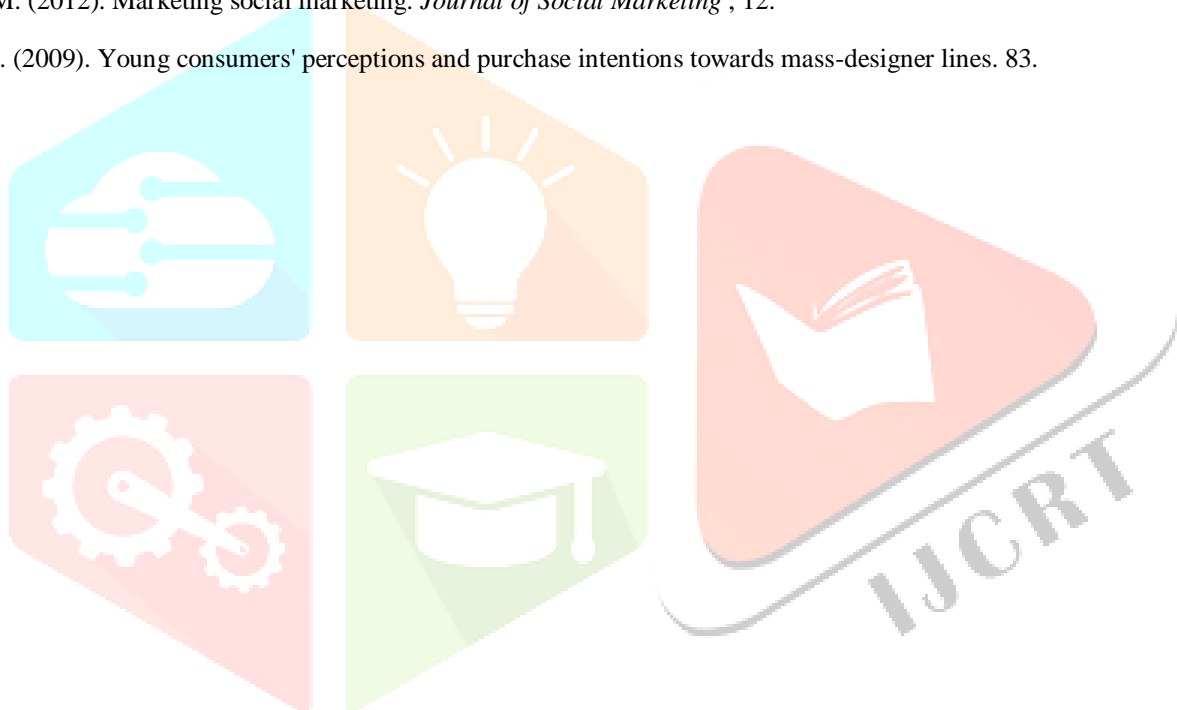 M. (2012). Marketing social marketing. Journal of Social Marketing , 12.
. (2009). Young consumers' perceptions and purchase intentions towards mass-designer lines. 83.
IJCRT